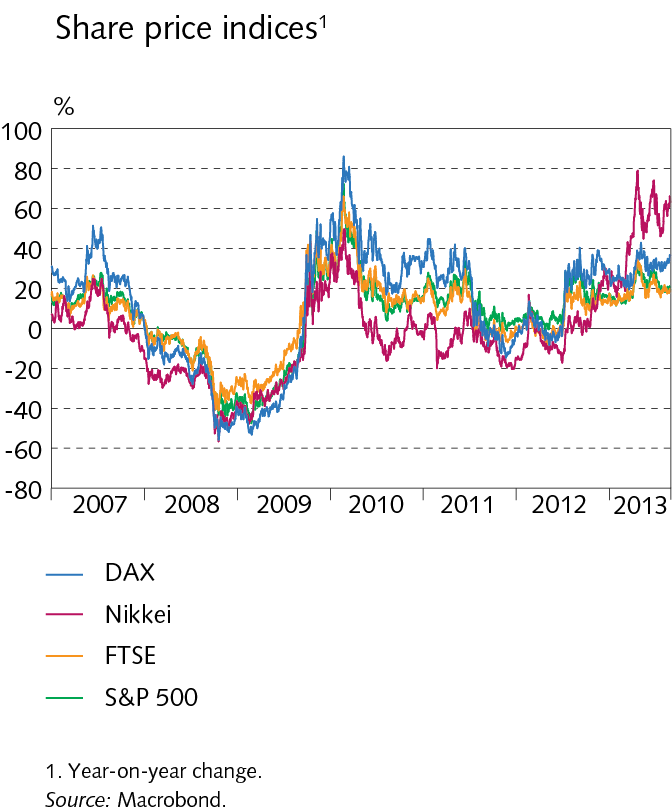 Share price indices¹
%
100
80
60
40
20
0
-20
-40
-60
-80
2007 2008 2009 2010 2011 2012 2013
DAX
Nikkei
FTSE
S&P 500
1. Year-on-year change.
Source: Macrobond.